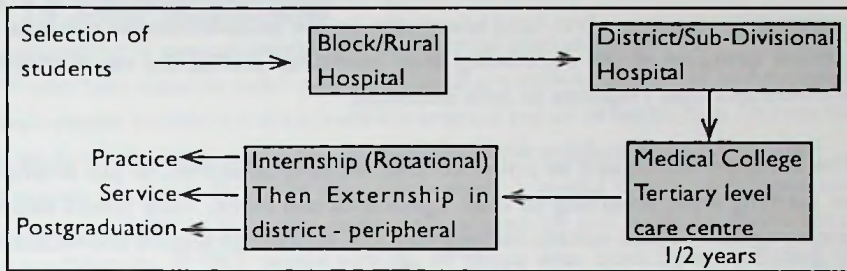 Selection of
students
Block/Rural
Hospital
District/Sub-Divisional
Hospital
Medical College
Tertiary level
care centre
1/2 years
Internship (Rotational)
Then Externship in
district - peripheral
Practice
Service
Postgraduation